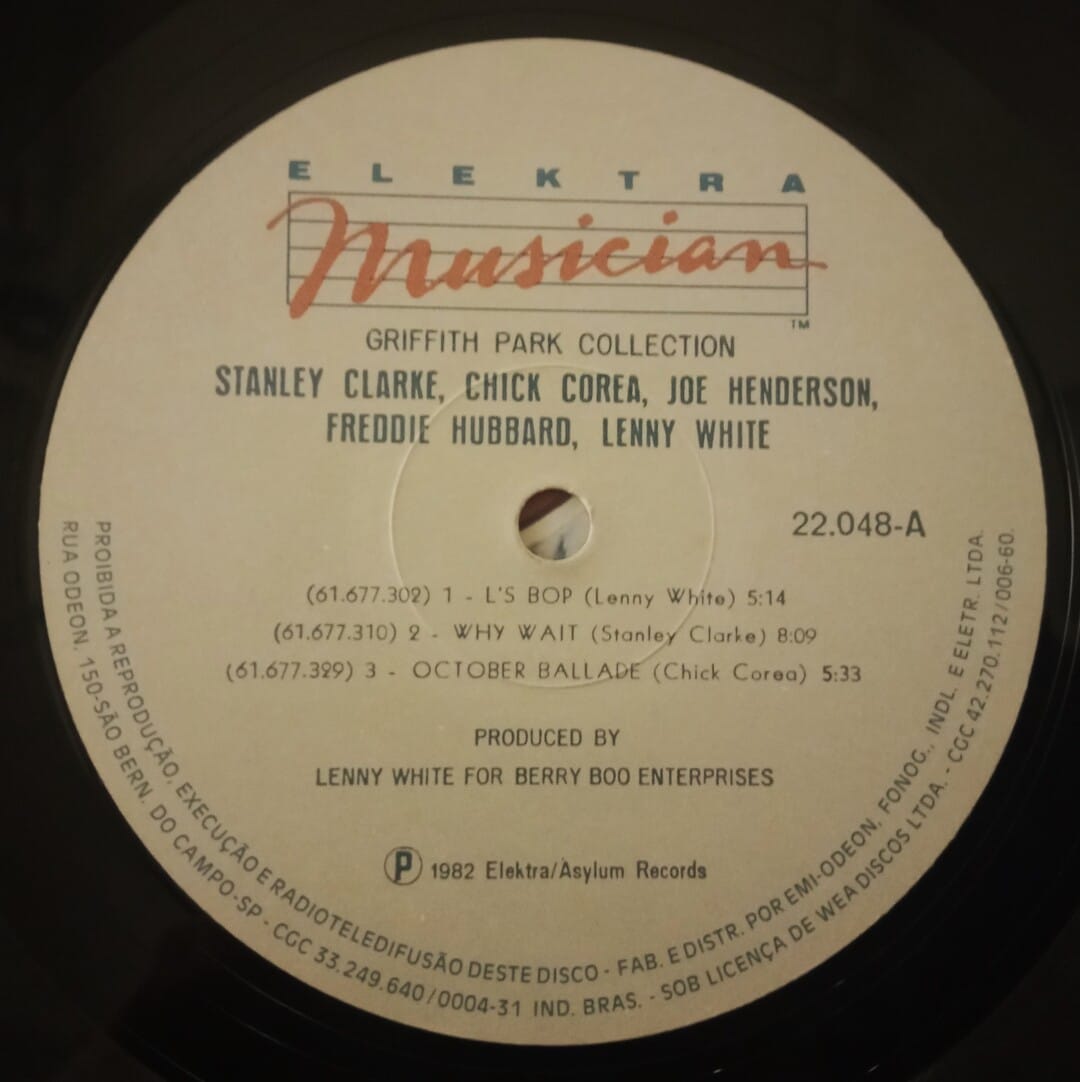 ELEKTRA
Musician
TM
GRIFFITH PARK COLLECTION
STANLEY CLARKE, CHICK COREA, JOE HENDERSON,
FREDDIE HUBBARD, LENNY WHITE
22.048-A
(61.677.302) 1 - L'S BOP (Lenny White) 5:14
(61.677.310) 2 - WHY WAIT (Stanley Clarke) 8:09
(61.677.329) 3 - OCTOBER BALLADE (Chick Corea) 5:33
PRODUCED BY
LENNY WHITE FOR BERRY BOO ENTERPRISES
℗ 1982 Elektra/Asylum Records
PROIBIDA A REPRODUÇÃO, EXECUÇÃO E RADIOTELEDIFUSÃO DESTE DISCO - FAB. E DISTR. POR EMI-ODEON, FONOG., INDL. E ELETR. LTDA.
RUA ODEON, 150-SÃO BERN. DO CAMPO-SP - CGC 33.249.640/0004-31 IND. BRAS. - SOB LICENÇA DE WEA DISCOS LTDA. - CGC 42.270.112/006-60.